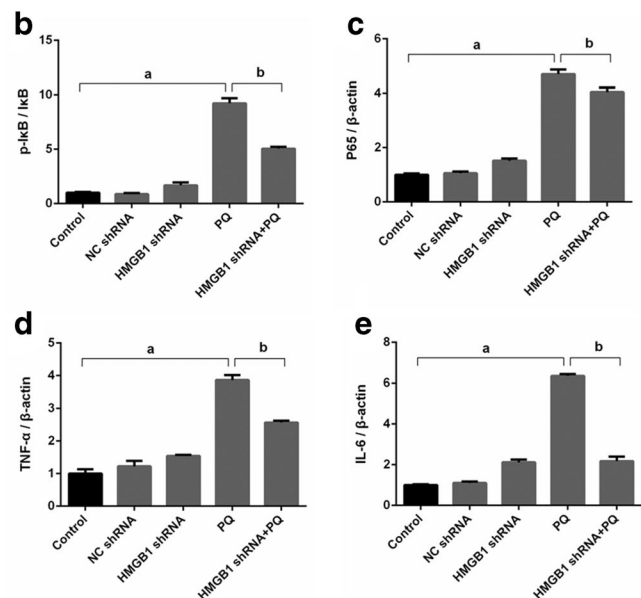 b
p-IκB / IκB
15
10
5
0
a
b
Control
NC shRNA
HMGB1 shRNA
PQ
HMGB1 shRNA+PQ
c
P65 / β-actin
6
4
2
0
a
b
Control
NC shRNA
HMGB1 shRNA
PQ
HMGB1 shRNA+PQ
d
TNF-α / β-actin
5
4
3
2
1
0
a
b
Control
NC shRNA
HMGB1 shRNA
PQ
HMGB1 shRNA+PQ
e
IL-6 / β-actin
8
6
4
2
0
a
b
Control
NC shRNA
HMGB1 shRNA
PQ
HMGB1 shRNA+PQ